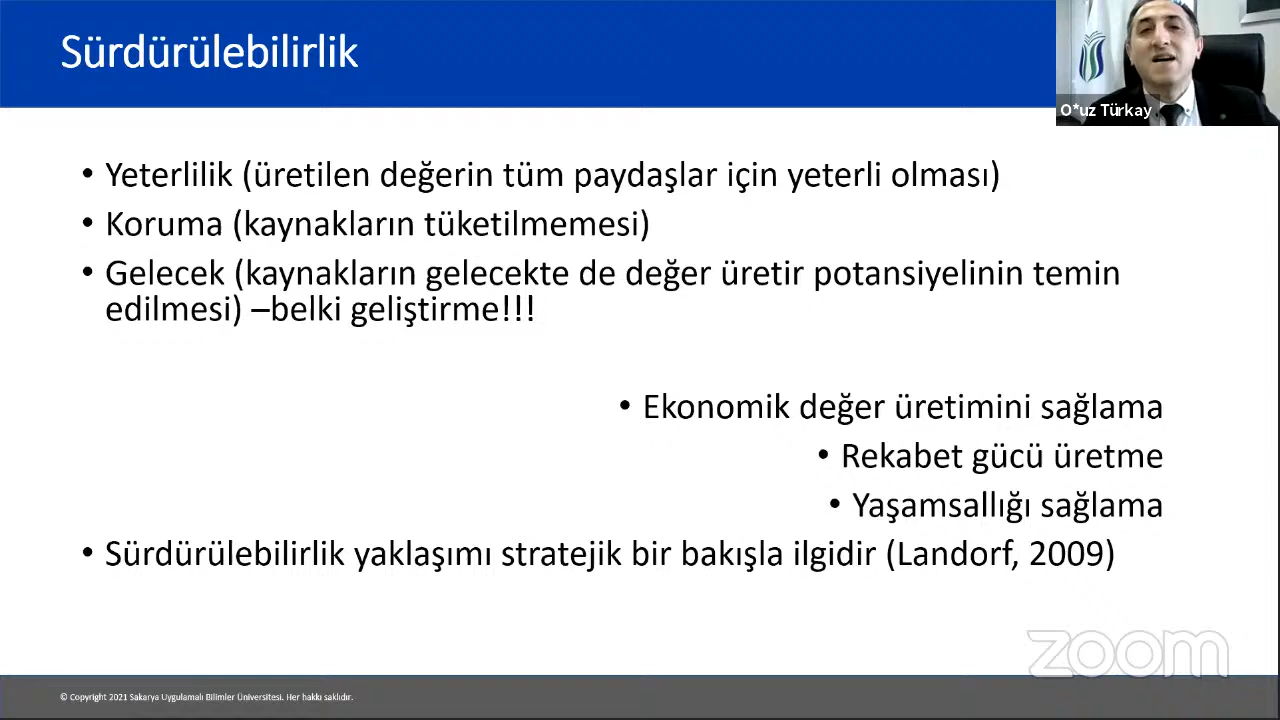 Sürdürülebilirlik
O*uz Türkay
• Yeterlilik (üretilen değerin tüm paydaşlar için yeterli olması)
• Koruma (kaynakların tüketilmemesi)
• Gelecek (kaynakların gelecekte de değer üretir potansiyelinin temin
edilmesi) –belki geliştirme!!!
• Ekonomik değer üretimini sağlama
• Rekabet gücü üretme
• Yaşamsallığı sağlama
• Sürdürülebilirlik yaklaşımı stratejik bir bakışla ilgidir (Landorf, 2009)
zoom
© Copyright 2021 Sakarya Uygulamalı Bilimler Üniversitesi. Her hakkı saklıdır.